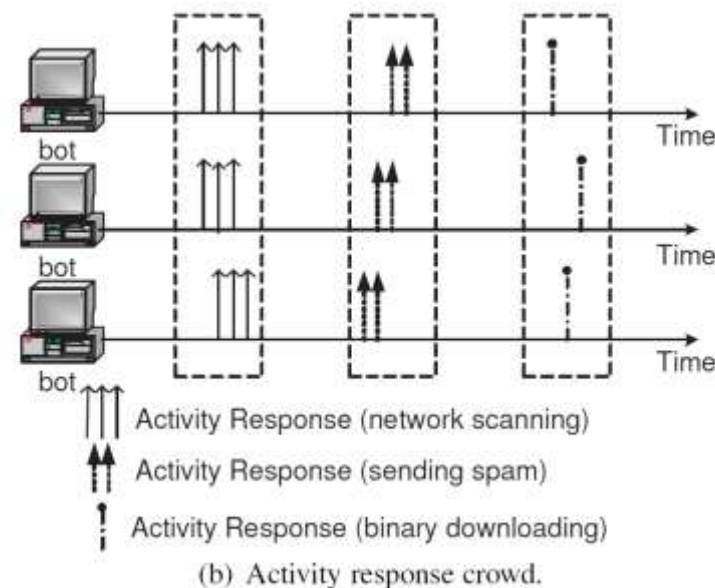 Time
bot
Time
bot
Time
bot
Activity Response (network scanning)
Activity Response (sending spam)
Activity Response (binary downloading)
(b) Activity response crowd.